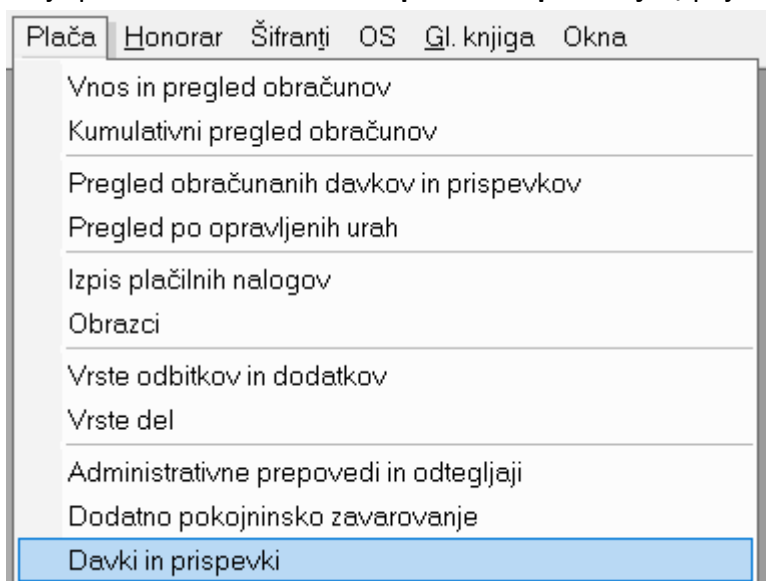 Plača Honorar Šifranti OS Gl. knjiga Okna
Vnos in pregled obračunov
Kumulativni pregled obračunov
Pregled obračunanih davkov in prispevkov
Pregled po opravljenih urah
Izpis plačilnih nalogov
Obrazci
Vrste odbitkov in dodatkov
Vrste del
Administrativne prepovedi in odtegljaji
Dodatno pokojninsko zavarovanje
Davki in prispevki